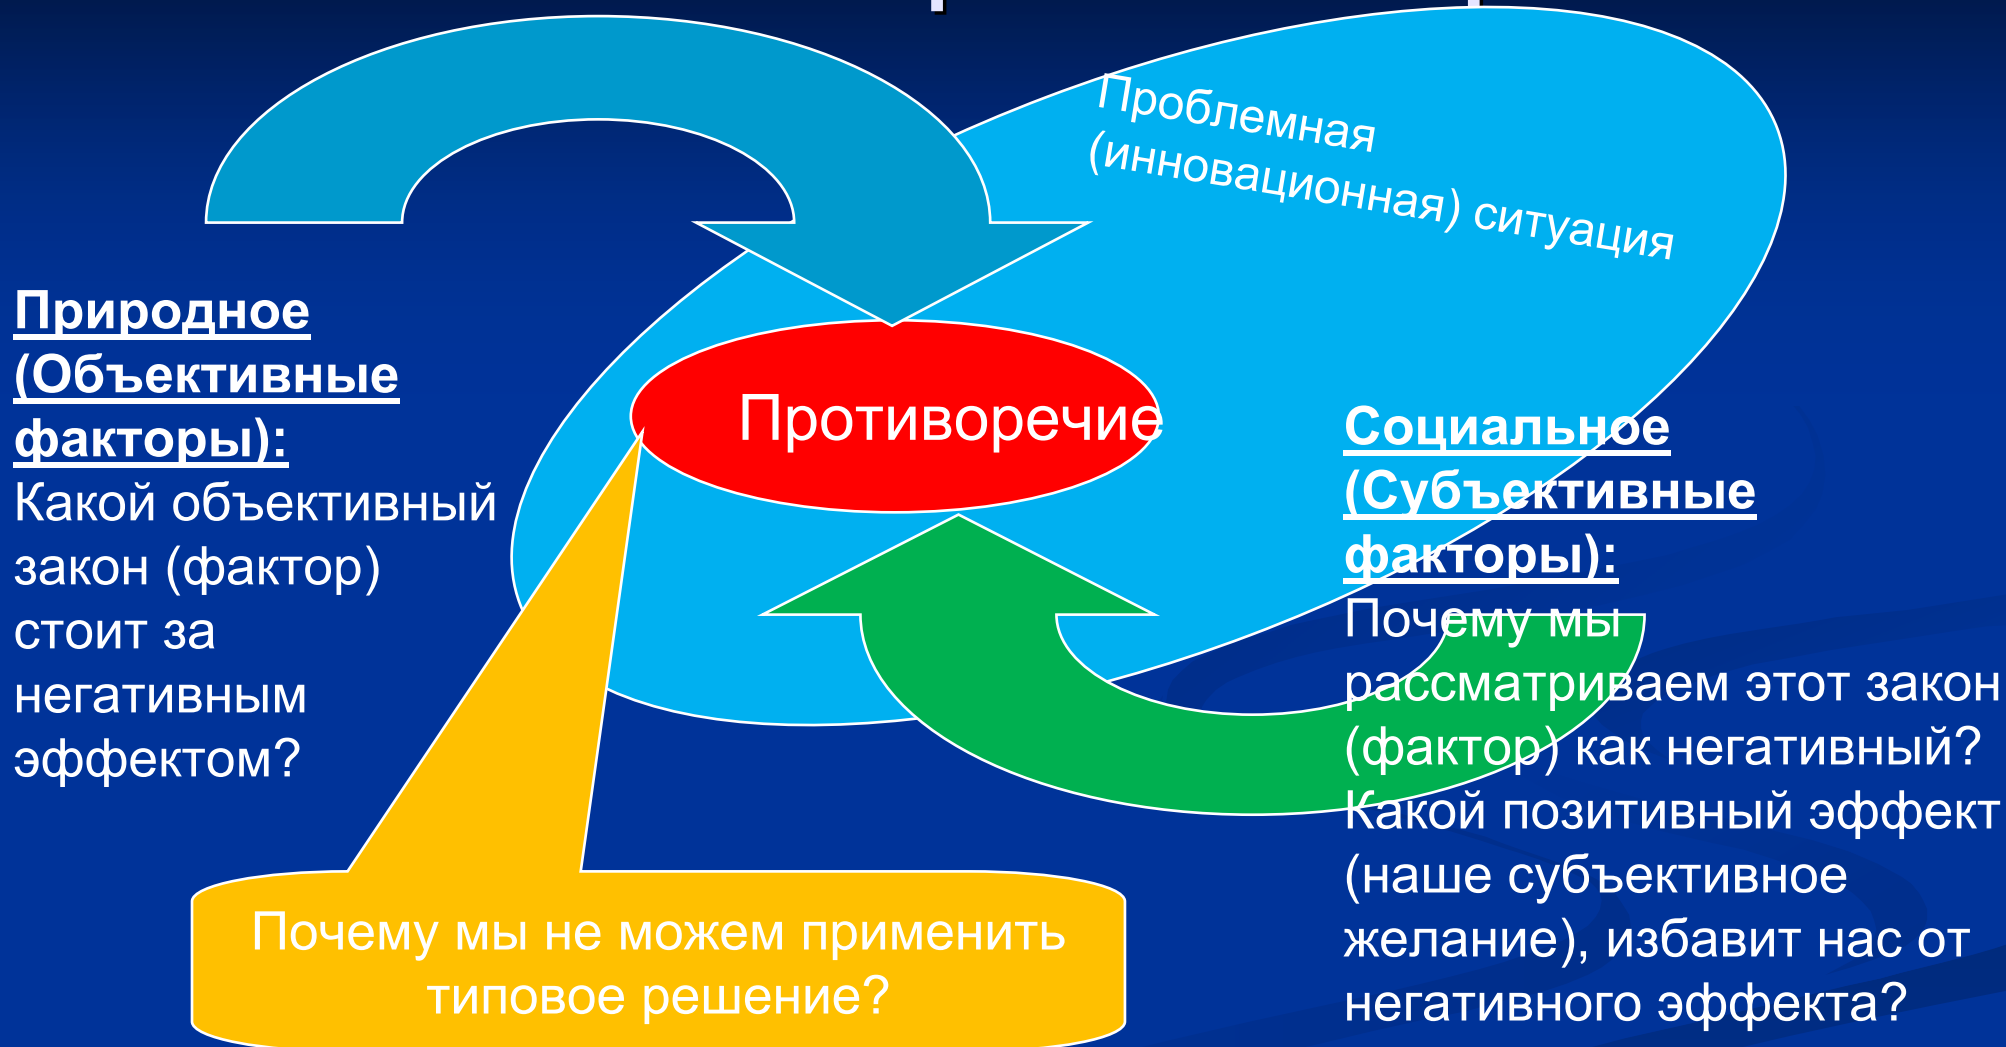 Проблемная
(инновационная) ситуация
Природное
(Объективные
факторы):
Какой объективный
закон (фактор)
стоит за
негативным
эффектом?
Противоречие
Социальное
(Субъективные
факторы):
Почему мы
рассматриваем этот закон
(фактор) как негативный?
Какой позитивный эффект
(наше субъективное
желание), избавит нас от
негативного эффекта?
Почему мы не можем применить
типовое решение?